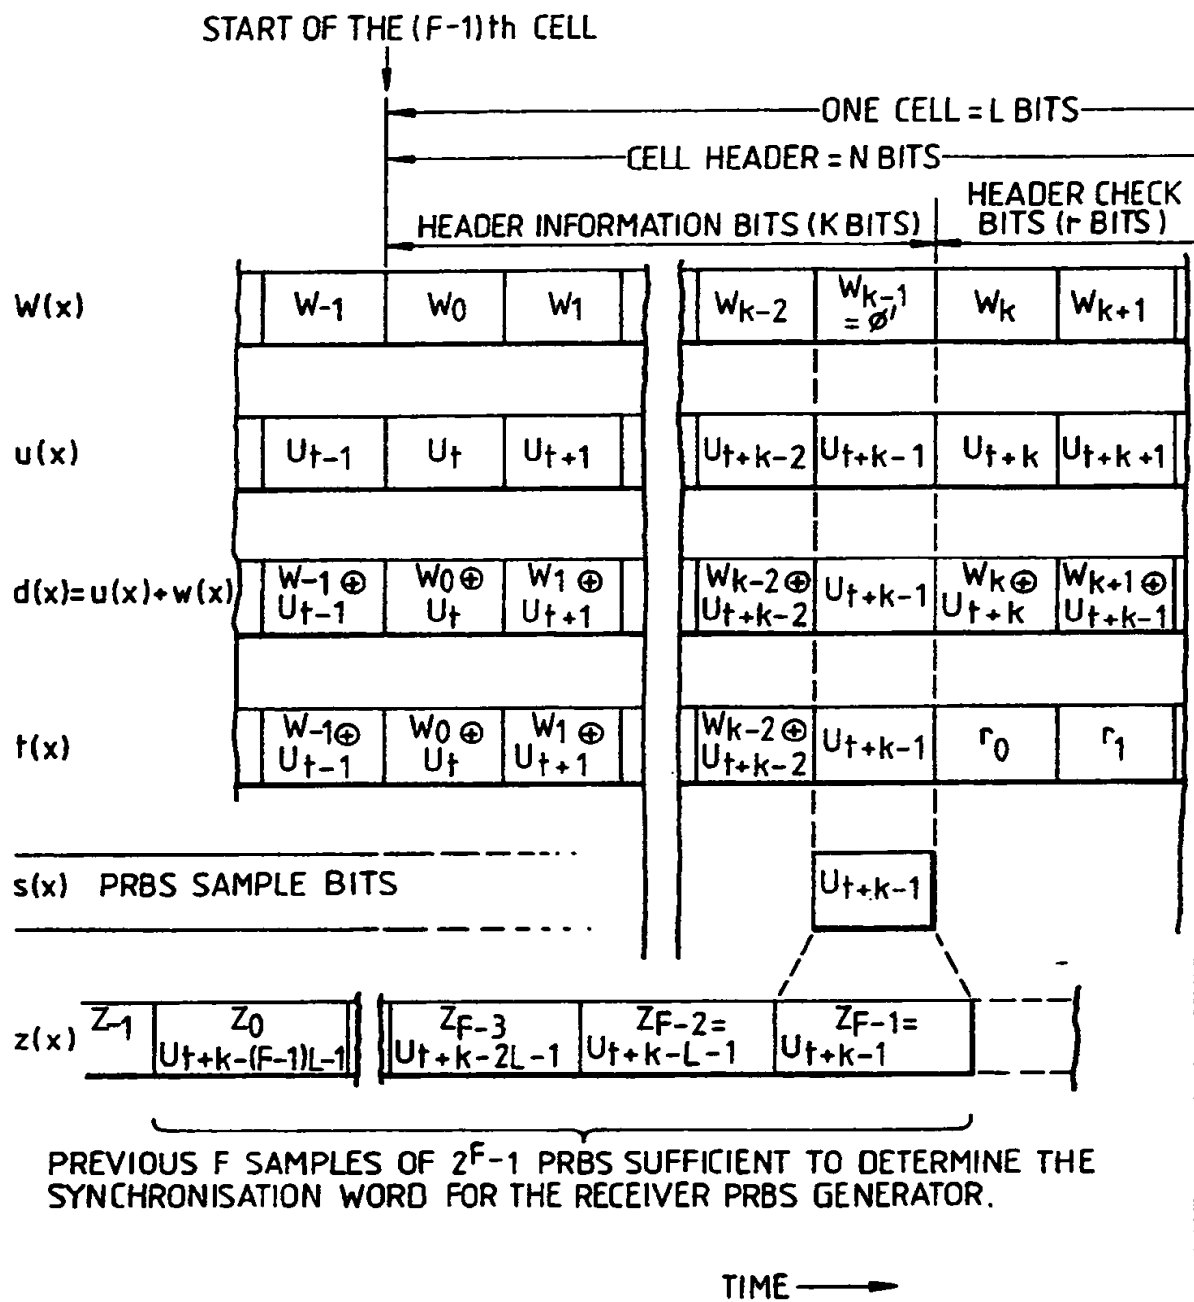 START OF THE (F-1)th CELL
ONE CELL = L BITS
CELL HEADER = N BITS
HEADER INFORMATION BITS (K BITS)
HEADER CHECK
BITS (r BITS)
W(x) W-1 W0 W1 Wk-2 Wk-1 = Ø' Wk Wk+1
u(x) Ut-1 Ut Ut+1 Ut+k-2 Ut+k-1 Ut+k Ut+k+1
d(x)=u(x)+w(x) W-1 ⊕ Ut-1 W0 ⊕ Ut W1 ⊕ Ut+1 Wk-2 ⊕ Ut+k-2 Ut+k-1 Wk ⊕ Ut+k Wk+1 ⊕ Ut+k-1
t(x) W-1 ⊕ Ut-1 W0 ⊕ Ut W1 ⊕ Ut+1 Wk-2 ⊕ Ut+k-2 Ut+k-1 r0 r1
s(x) PRBS SAMPLE BITS Ut+k-1
z(x) Z-1 Z0 Ut+k-(F-1)L-1 ZF-3 Ut+k-2L-1 ZF-2= Ut+k-L-1 ZF-1= Ut+k-1
PREVIOUS F SAMPLES OF 2F-1 PRBS SUFFICIENT TO DETERMINE THE
SYNCHRONISATION WORD FOR THE RECEIVER PRBS GENERATOR.
TIME